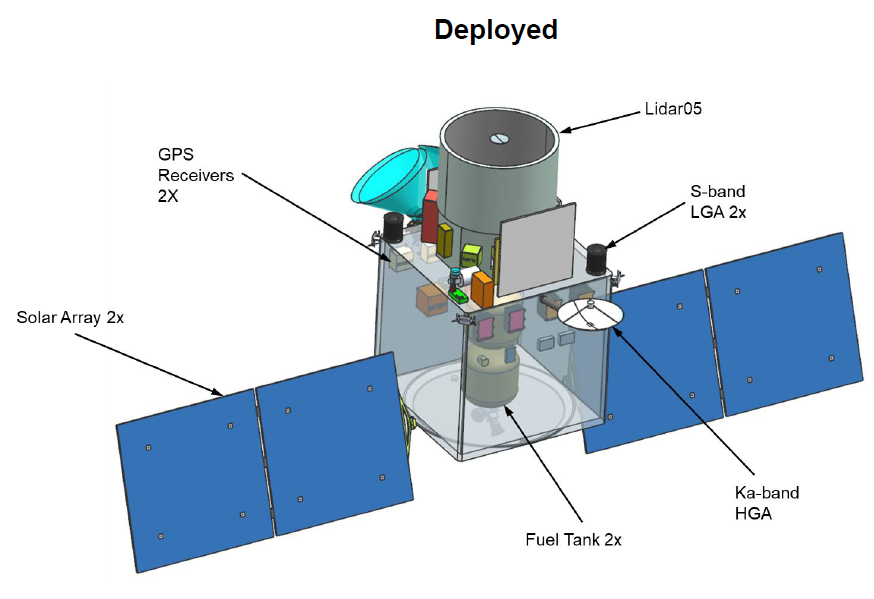 Deployed
Lidar05
GPS
Receivers
2X
S-band
LGA 2x
Solar Array 2x
Ka-band
HGA
Fuel Tank 2x